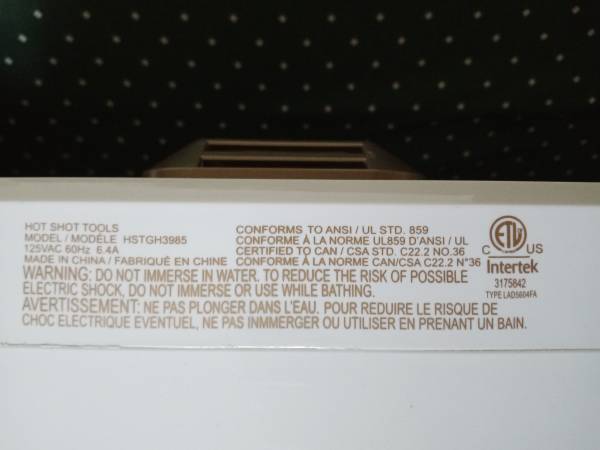 HOT SHOT TOOLS
MODEL / MODÈLE HSTGH3985
125VAC 60Hz 6.4A
MADE IN CHINA / FABRIQUÉ EN CHINE
CONFORMS TO ANSI / UL STD. 859
CONFORME À LA NORME UL859 D'ANSI / UL
CERTIFIED TO CAN / CSA STD. C22.2 NO.36
CONFORME À LA NORME CAN/CSA C22.2 N°36
WARNING: DO NOT IMMERSE IN WATER. TO REDUCE THE RISK OF POSSIBLE
ELECTRIC SHOCK, DO NOT IMMERSE OR USE WHILE BATHING.
AVERTISSEMENT: NE PAS PLONGER DANS L'EAU. POUR REDUIRE LE RISQUE DE
CHOC ELECTRIQUE EVENTUEL, NE PAS INMMERGER OU UTILISER EN PRENANT UN BAIN.
ETL
C US
Intertek
3175842
TYPE LAD5604FA